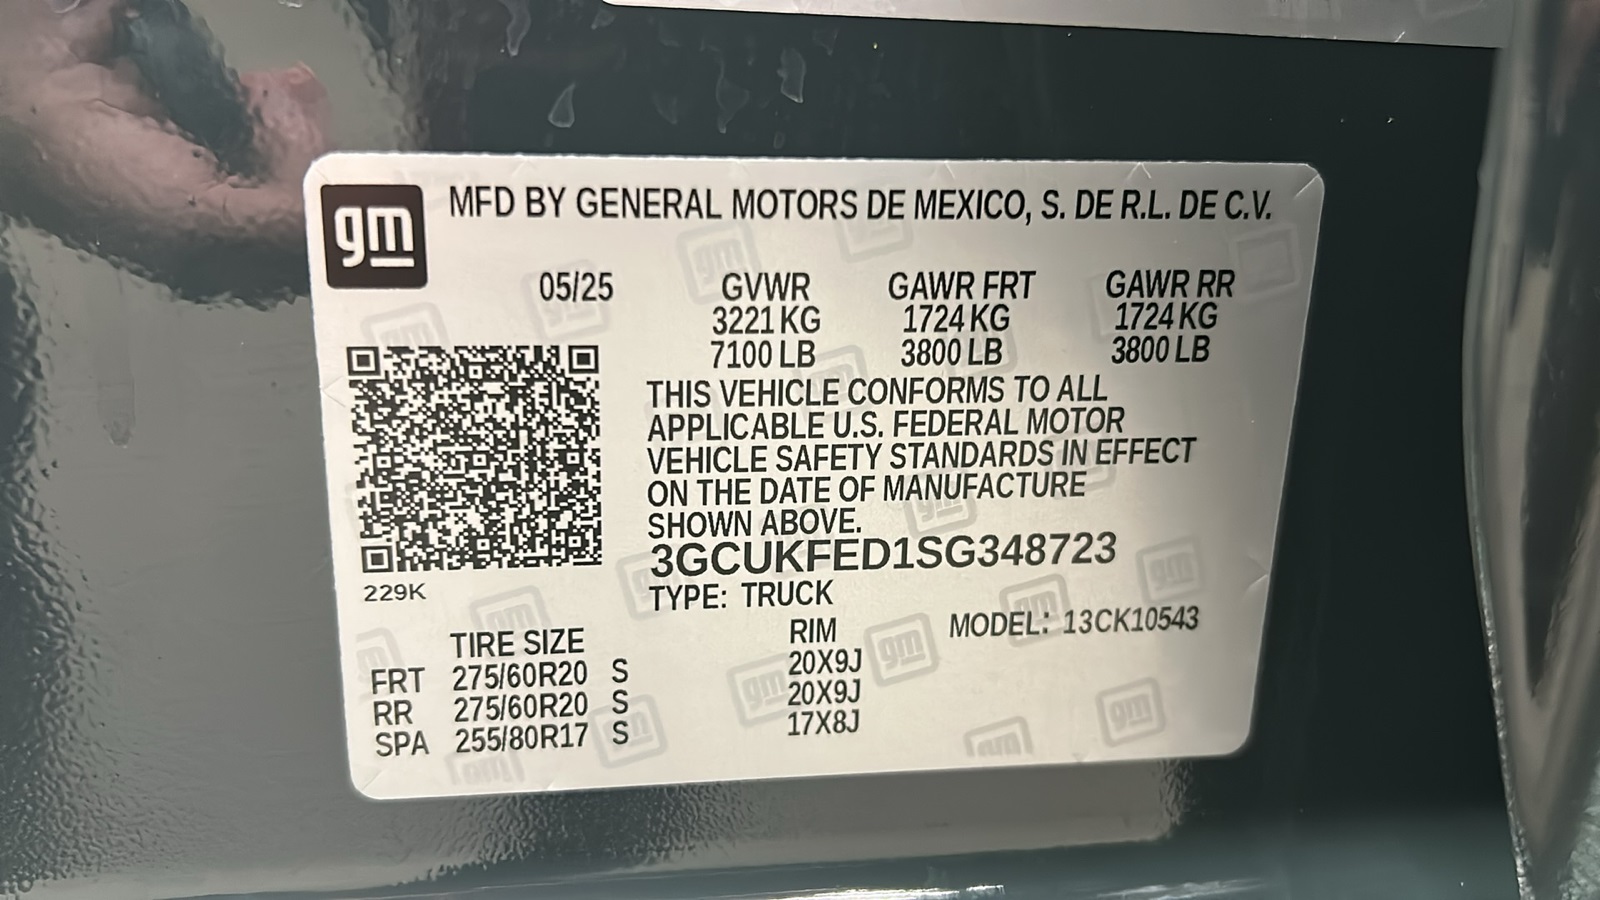 gm MFD BY GENERAL MOTORS DE MEXICO, S. DE R.L. DE C.V.
05/25 GVWR GAWR FRT GAWR RR
3221 KG 1724 KG 1724 KG
7100 LB 3800 LB 3800 LB
THIS VEHICLE CONFORMS TO ALL
APPLICABLE U.S. FEDERAL MOTOR
VEHICLE SAFETY STANDARDS IN EFFECT
ON THE DATE OF MANUFACTURE
SHOWN ABOVE.
3GCUKFED1SG348723
229K
TYPE: TRUCK
MODEL: 13CK10543
TIRE SIZE RIM
FRT 275/60R20 S 20X9J
RR 275/60R20 S 20X9J
SPA 255/80R17 S 17X8J